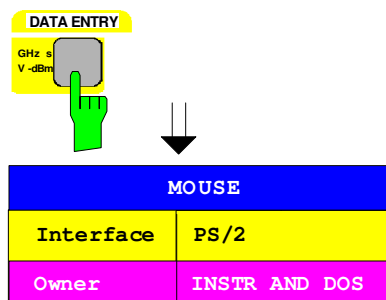 DATA ENTRY
GHz s
V -dBm
MOUSE
Interface PS/2
Owner INSTR AND DOS